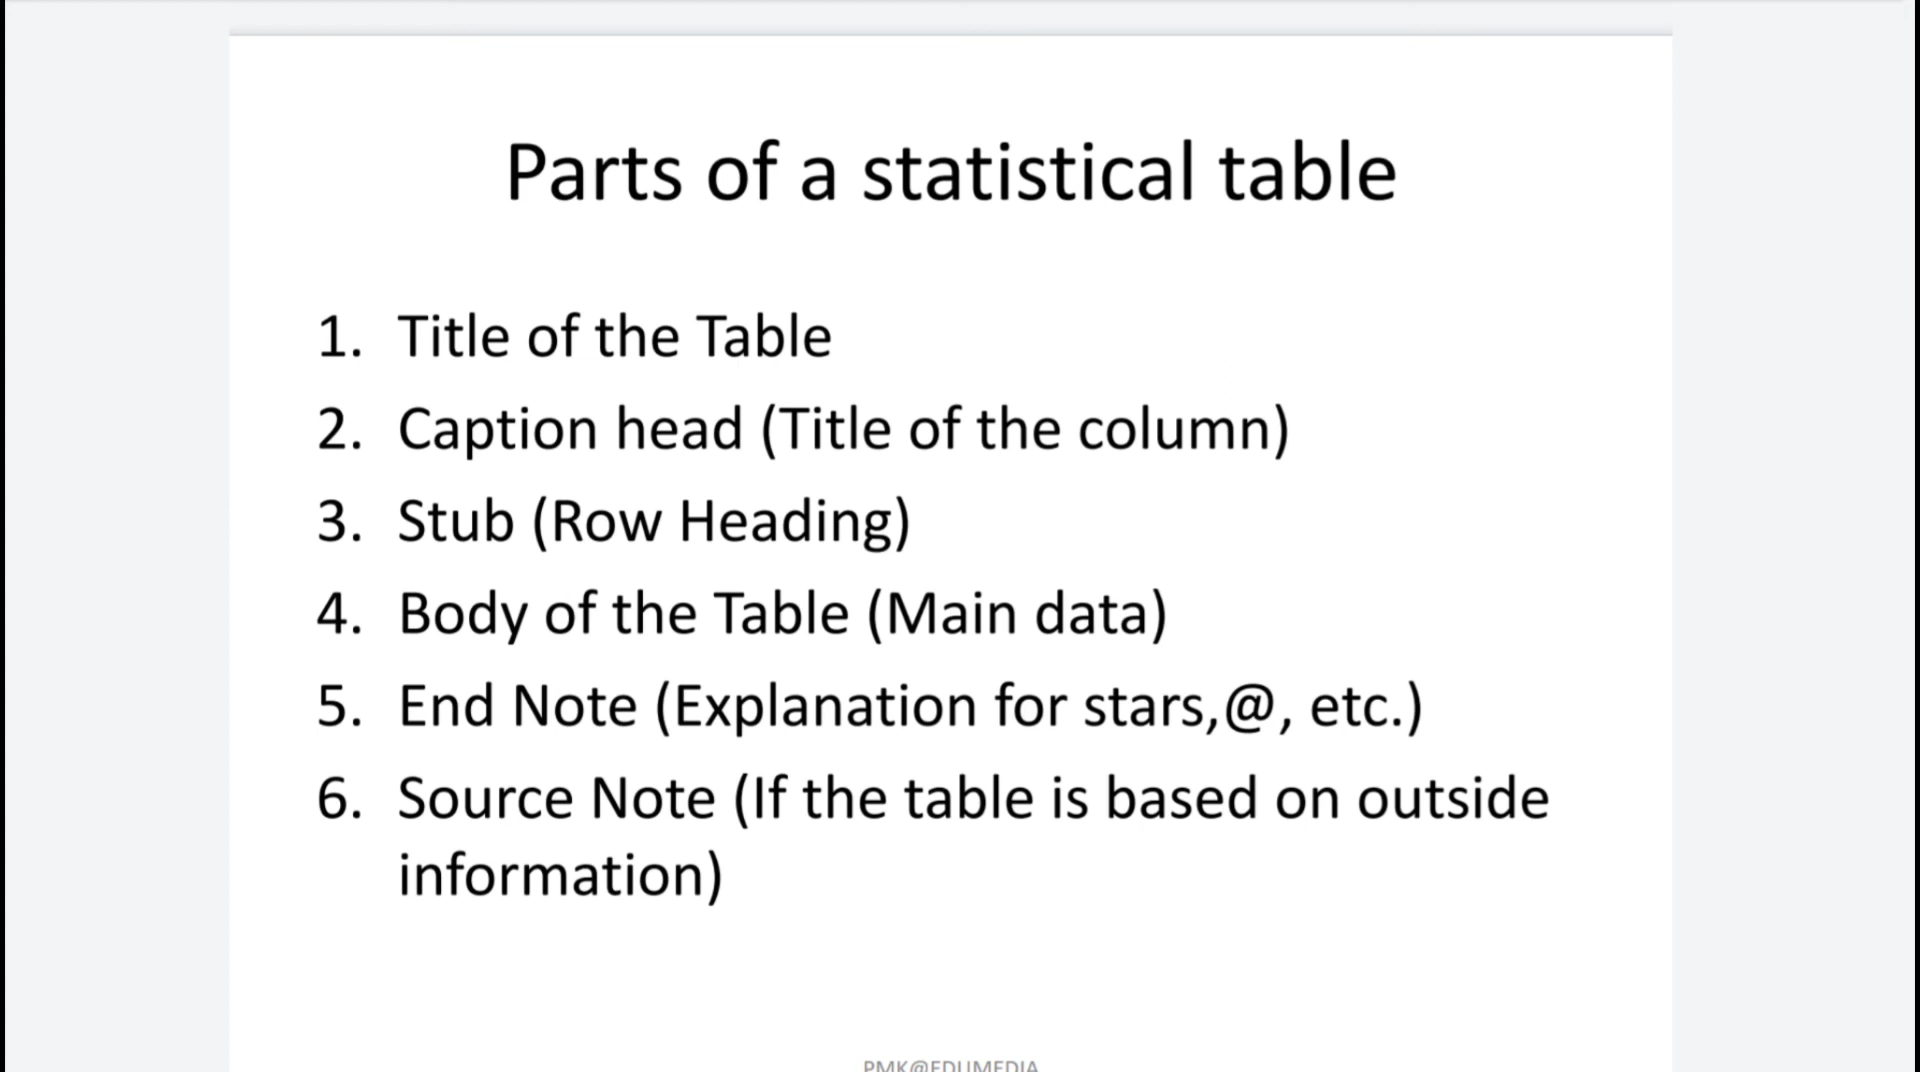 Parts of a statistical table
1. Title of the Table
2. Caption head (Title of the column)
3. Stub (Row Heading)
4. Body of the Table (Main data)
5. End Note (Explanation for stars,@, etc.)
6. Source Note (If the table is based on outside
information)
PMK@EDUMEDIA